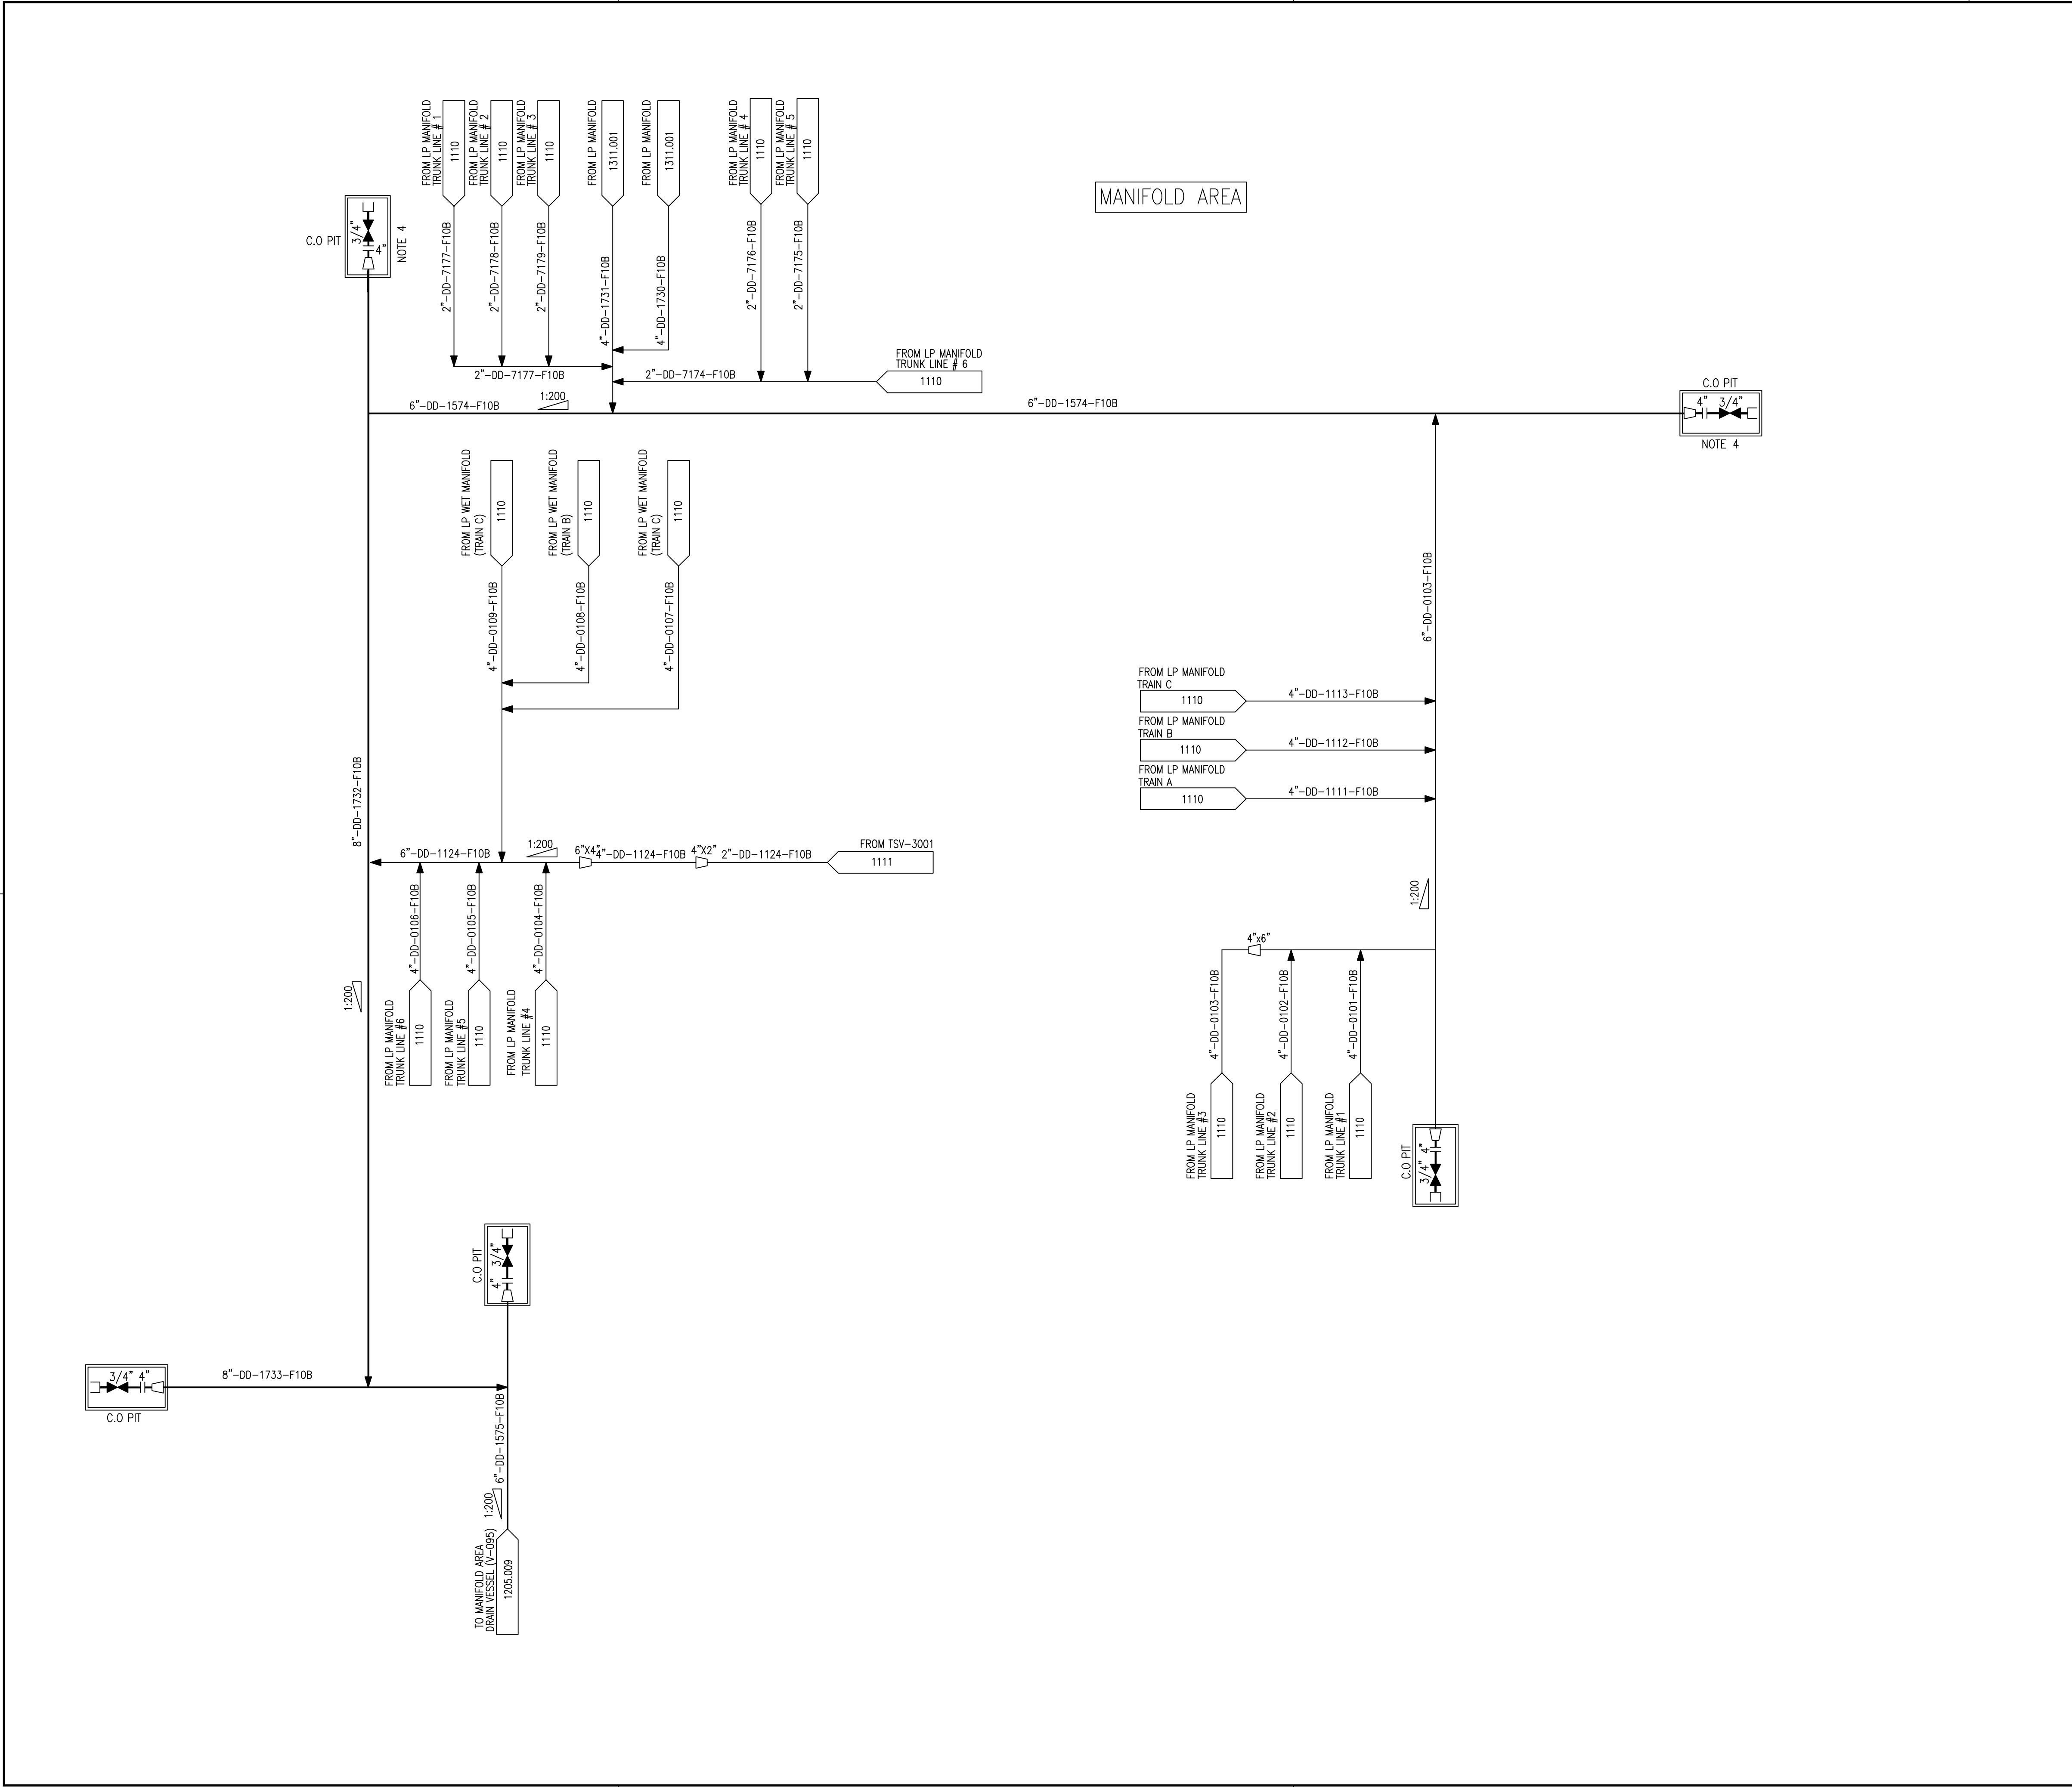 MANIFOLD AREA
FROM LP MANIFOLD
TRUNK LINE # 1
1110
2"-DD-7177-F10B
FROM LP MANIFOLD
TRUNK LINE # 2
1110
2"-DD-7178-F10B
FROM LP MANIFOLD
TRUNK LINE # 3
1110
2"-DD-7179-F10B
FROM LP MANIFOLD
1311.001
4"-DD-1731-F10B
FROM LP MANIFOLD
1311.001
4"-DD-1730-F10B
FROM LP MANIFOLD
TRUNK LINE # 4
1110
2"-DD-7176-F10B
FROM LP MANIFOLD
TRUNK LINE # 5
1110
2"-DD-7175-F10B
C.O PIT
3/4"
4"
NOTE 4
2"-DD-7177-F10B
2"-DD-7174-F10B
FROM LP MANIFOLD
TRUNK LINE # 6
1110
6"-DD-1574-F10B
1:200
6"-DD-1574-F10B
C.O PIT
4" 3/4"
NOTE 4
FROM LP WET MANIFOLD
(TRAIN C)
1110
4"-DD-0109-F10B
FROM LP WET MANIFOLD
(TRAIN B)
1110
4"-DD-0108-F10B
FROM LP WET MANIFOLD
(TRAIN C)
1110
4"-DD-0107-F10B
6"-DD-0103-F10B
FROM LP MANIFOLD
TRAIN C
1110
4"-DD-1113-F10B
FROM LP MANIFOLD
TRAIN B
1110
4"-DD-1112-F10B
FROM LP MANIFOLD
TRAIN A
1110
4"-DD-1111-F10B
8"-DD-1732-F10B
6"-DD-1124-F10B
1:200
6"X4"
4"-DD-1124-F10B
4"X2"
2"-DD-1124-F10B
FROM TSV-3001
1111
1:200
4"-DD-0106-F10B
FROM LP MANIFOLD
TRUNK LINE #6
1110
4"-DD-0105-F10B
FROM LP MANIFOLD
TRUNK LINE #5
1110
4"-DD-0104-F10B
FROM LP MANIFOLD
TRUNK LINE #4
1110
1:200
4"x6"
4"-DD-0103-F10B
FROM LP MANIFOLD
TRUNK LINE #3
1110
4"-DD-0102-F10B
FROM LP MANIFOLD
TRUNK LINE #2
1110
4"-DD-0101-F10B
FROM LP MANIFOLD
TRUNK LINE #1
1110
C.O PIT
3/4" 4"
C.O PIT
4" 3/4"
3/4" 4"
C.O PIT
8"-DD-1733-F10B
6"-DD-1575-F10B
1:200
TO MANIFOLD AREA
DRAIN VESSEL (V-095)
1205.009